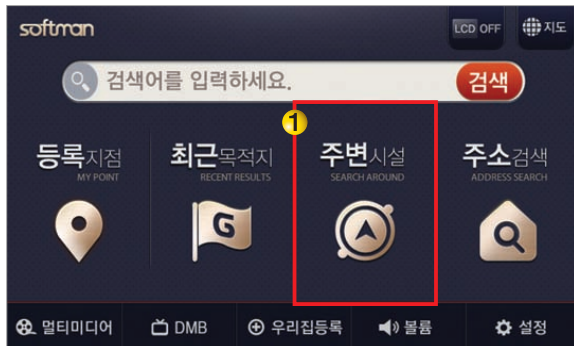 softman
LCD OFF
지도
검색어를 입력하세요.
검색
1
등록지점
MY POINT
최근목적지
RECENT RESULTS
주변시설
SEARCH AROUND
주소검색
ADDRESS SEARCH
G
멀티미디어
DMB
우리집등록
볼륨
설정